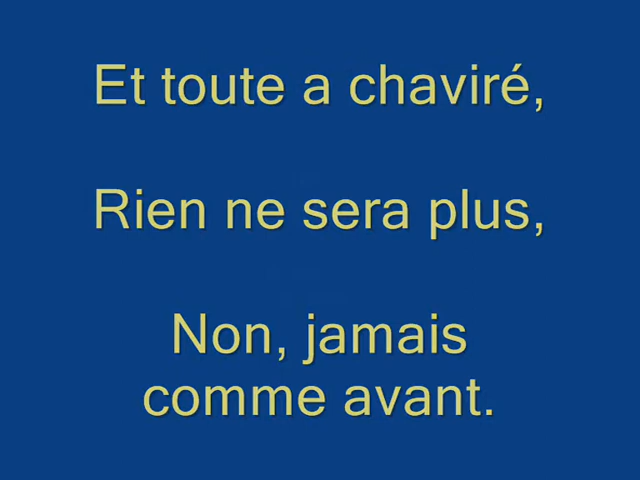 Et toute a chaviré,
Rien ne sera plus,
Non, jamais
comme avant.